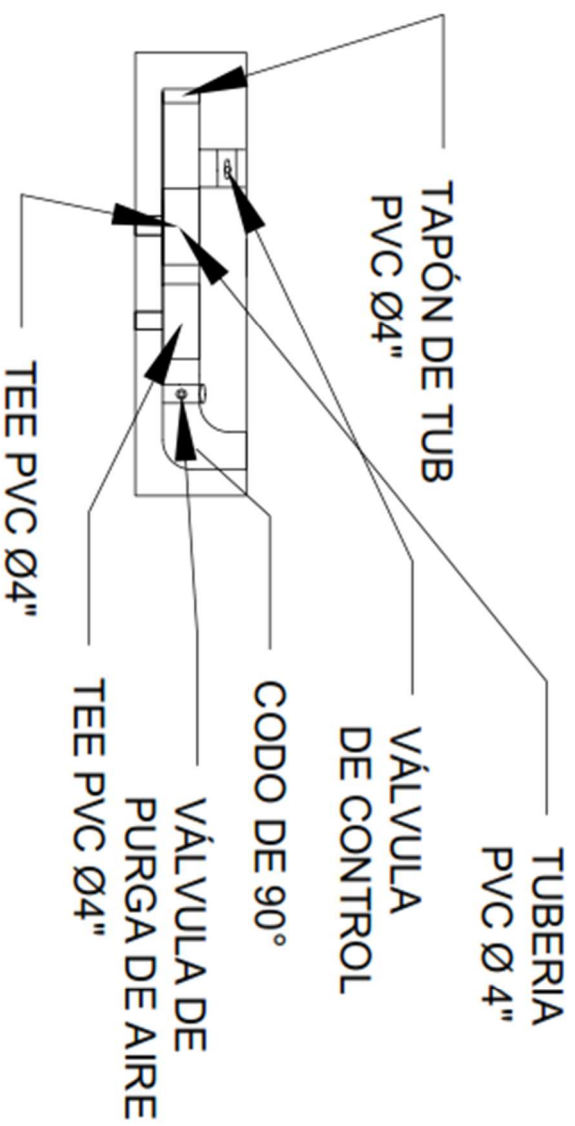 TAPÓN DE TUB
PVC Ø4"
TUBERIA
PVC Ø 4"
VÁLVULA
DE CONTROL
CODO DE 90°
VÁLVULA DE
PURGA DE AIRE
TEE PVC Ø4"
TEE PVC Ø4"